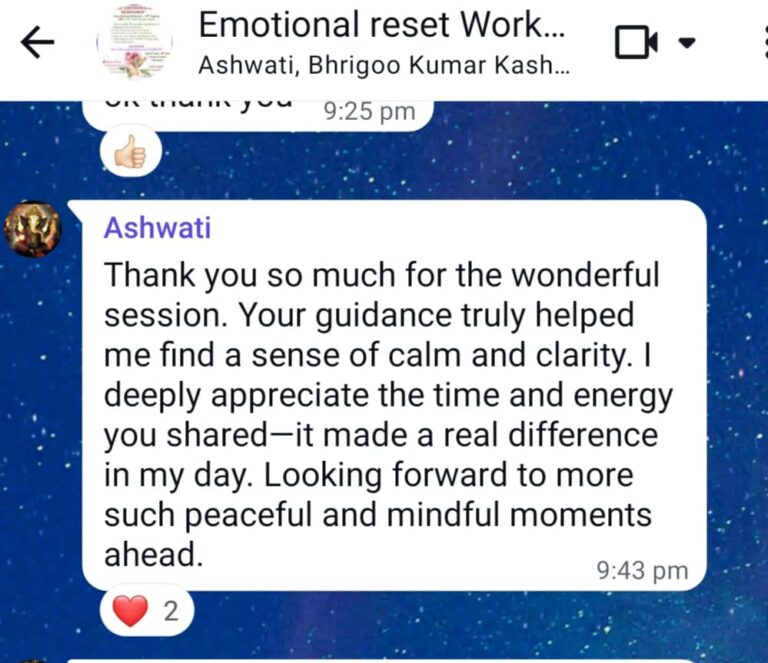 Emotional reset Work...
Ashwati, Bhrigoo Kumar Kash...
ok thank you 9:25 pm
Ashwati
Thank you so much for the wonderful
session. Your guidance truly helped
me find a sense of calm and clarity. I
deeply appreciate the time and energy
you shared—it made a real difference
in my day. Looking forward to more
such peaceful and mindful moments
ahead.
9:43 pm
2